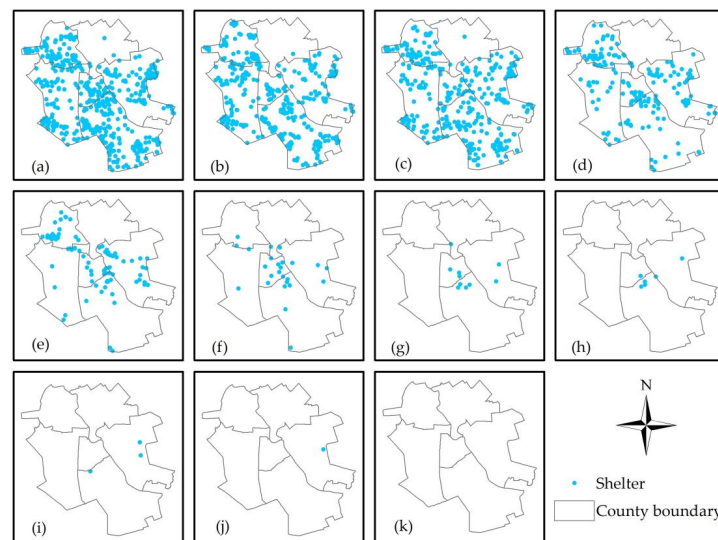 (a)
(b)
(c)
(d)
(e)
(f)
(g)
(h)
(i)
(j)
(k)
N
Shelter
County boundary